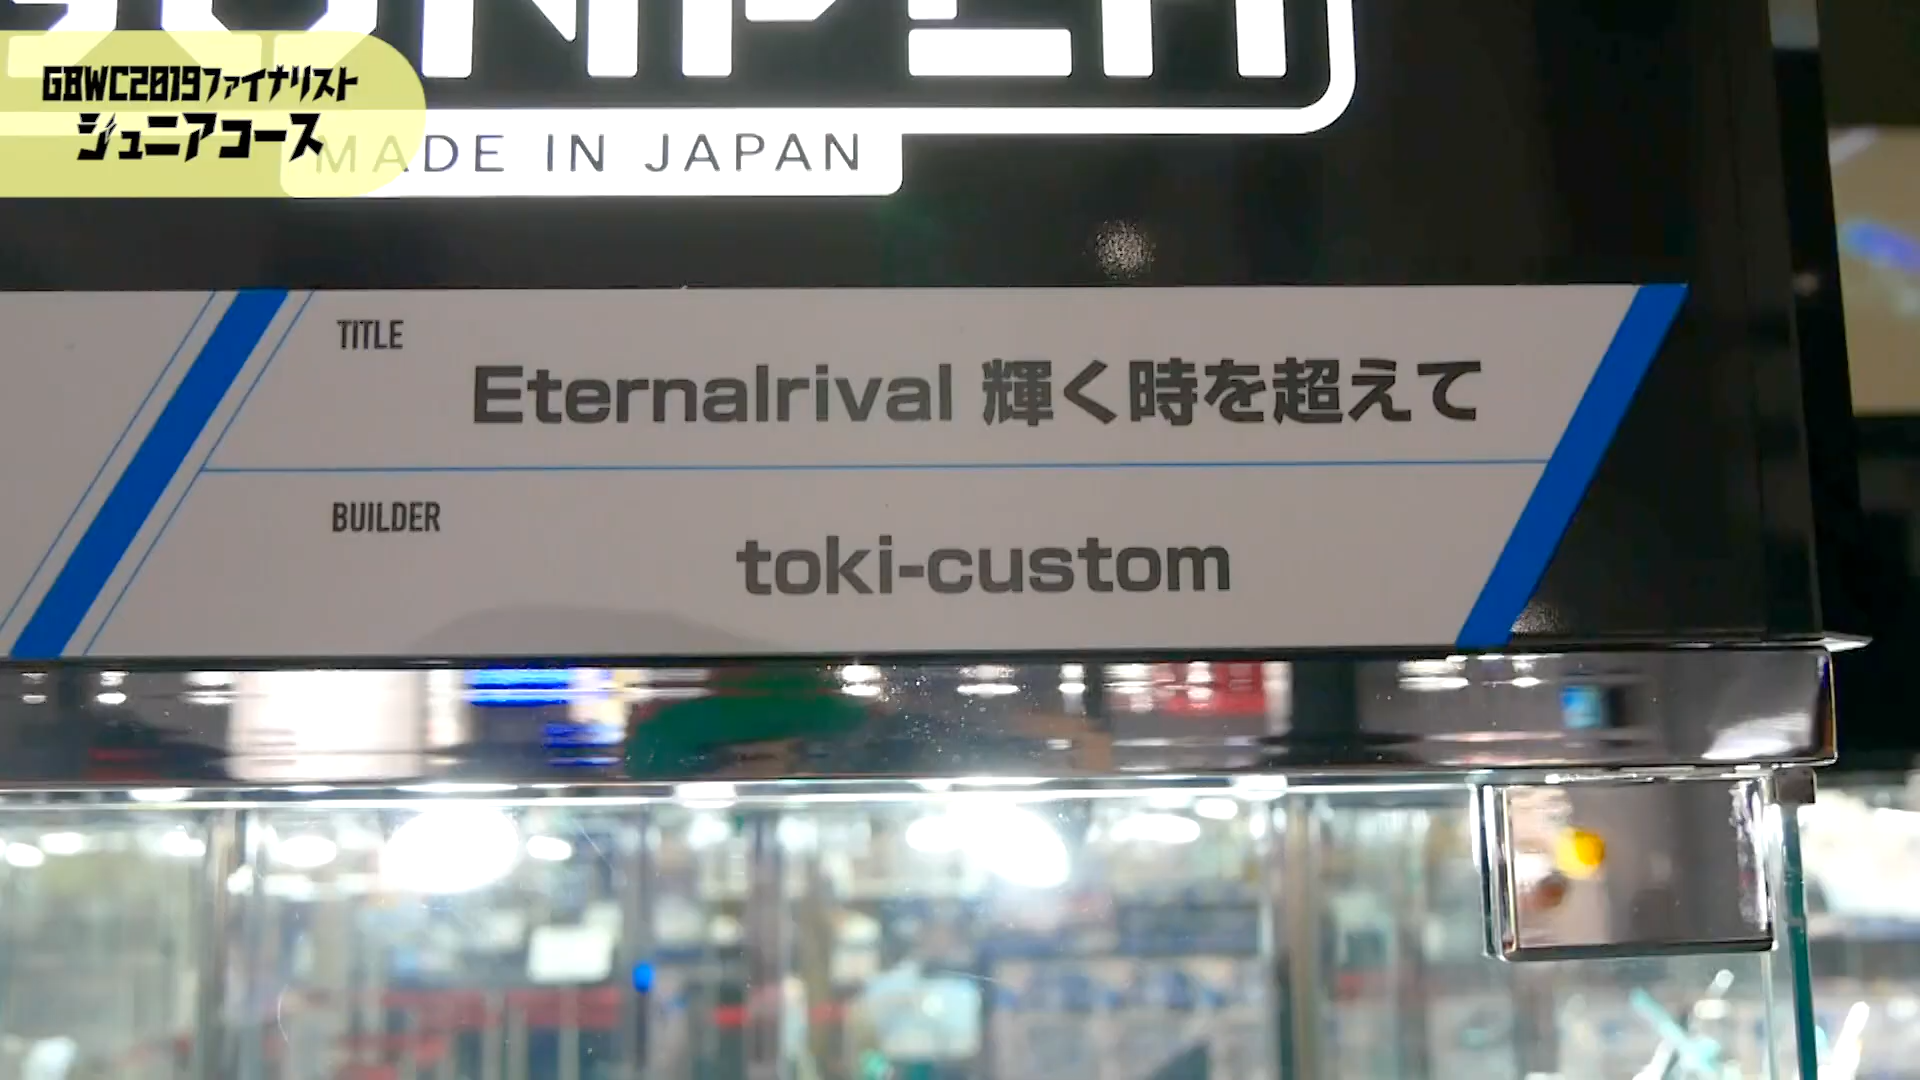 GUNPLA
GBWC2019ファイナリスト
ジュニアコース
MADE IN JAPAN
TITLE
Eternalrival 輝く時を超えて
BUILDER
toki-custom